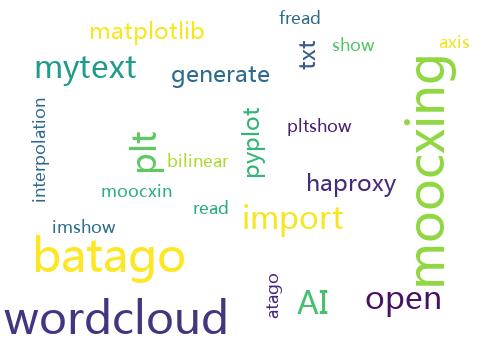 fread
matplotlib
txt
show
axis
mytext
generate
moocxing
interpolation
plt
pyplot
pltshow
bilinear
moocxin
haproxy
read
import
imshow
batago
atago
AI
open
wordcloud